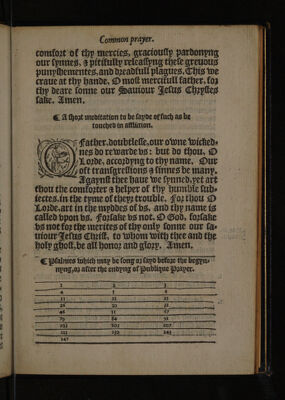 Common prayer.
comfort of thy mercies, graciously pardonyng
our synnes, & pitifully releassyng these greuous
punyshementes, and dreadfull plagues. This we
craue at thy hande. O most mercifull father, for
thy deare sonne our Sauiour Jesus Chrystes
sake. Amen.
¶ A short meditation to be sayde of such as be
touched in affliction.
O Father, doubtlesse, our owne wicked-
nes do rewarde vs: but do thou, O
Lorde, accordyng to thy name. Our
oft transgressions & sinnes be many.
Agaynst thee haue we synned, yet art
thou the comforter & helper of thy humble sub-
iectes, in the tyme of theyr trouble. For thou O
Lorde, art in the myddes of vs, and thy name is
called vpon vs. Forsake vs not, O God, forsake
vs not for the merites of thy only sonne our sa-
uiour Jesus Christ, to whom with thee and the
holy ghost, be all honor and glory. Amen.
¶ Psalmes which may be song or sayd before the begyn-
nyng, or after the endyng of Publique Prayer.